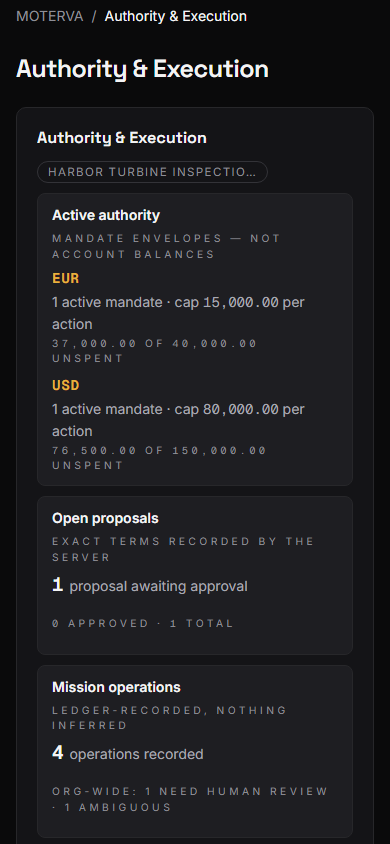 MOTERVA / Authority & Execution
Authority & Execution
Authority & Execution
HARBOR TURBINE INSPECTIO…
Active authority
MANDATE ENVELOPES — NOT
ACCOUNT BALANCES
EUR
1 active mandate · cap 15,000.00 per
action
37,000.00 OF 40,000.00
UNSPENT
USD
1 active mandate · cap 80,000.00 per
action
76,500.00 OF 150,000.00
UNSPENT
Open proposals
EXACT TERMS RECORDED BY THE
SERVER
1 proposal awaiting approval
0 APPROVED · 1 TOTAL
Mission operations
LEDGER-RECORDED, NOTHING
INFERRED
4 operations recorded
ORG-WIDE: 1 NEED HUMAN REVIEW
· 1 AMBIGUOUS